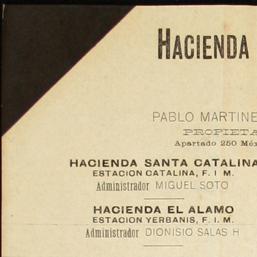 HACIENDA
PABLO MARTINE
PROPIETA
Apartado 250 Méx
HACIENDA SANTA CATALINA
ESTACION CATALINA, F. I M.
Administrador MIGUEL SOTO
HACIENDA EL ALAMO
ESTACION YERBANIS, F. I. M.
Administrador DIONISIO SALAS H